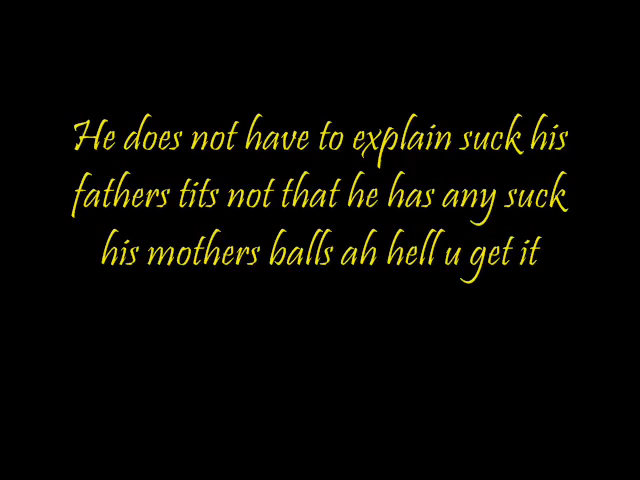 He does not have to explain suck his
fathers tits not that he has any suck
his mothers balls ah hell u get it